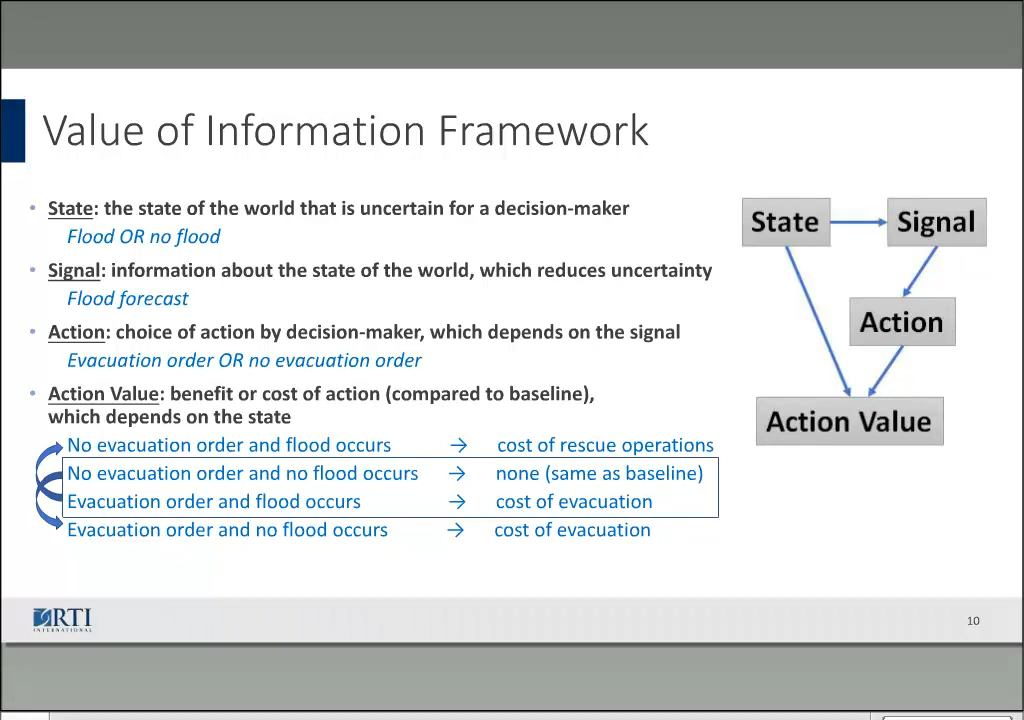 Value of Information Framework
• State: the state of the world that is uncertain for a decision-maker
Flood OR no flood
• Signal: information about the state of the world, which reduces uncertainty
Flood forecast
• Action: choice of action by decision-maker, which depends on the signal
Evacuation order OR no evacuation order
• Action Value: benefit or cost of action (compared to baseline),
which depends on the state
No evacuation order and flood occurs → cost of rescue operations
No evacuation order and no flood occurs → none (same as baseline)
Evacuation order and flood occurs → cost of evacuation
Evacuation order and no flood occurs → cost of evacuation
State
Signal
Action
Action Value
RTI
INTERNATIONAL
10